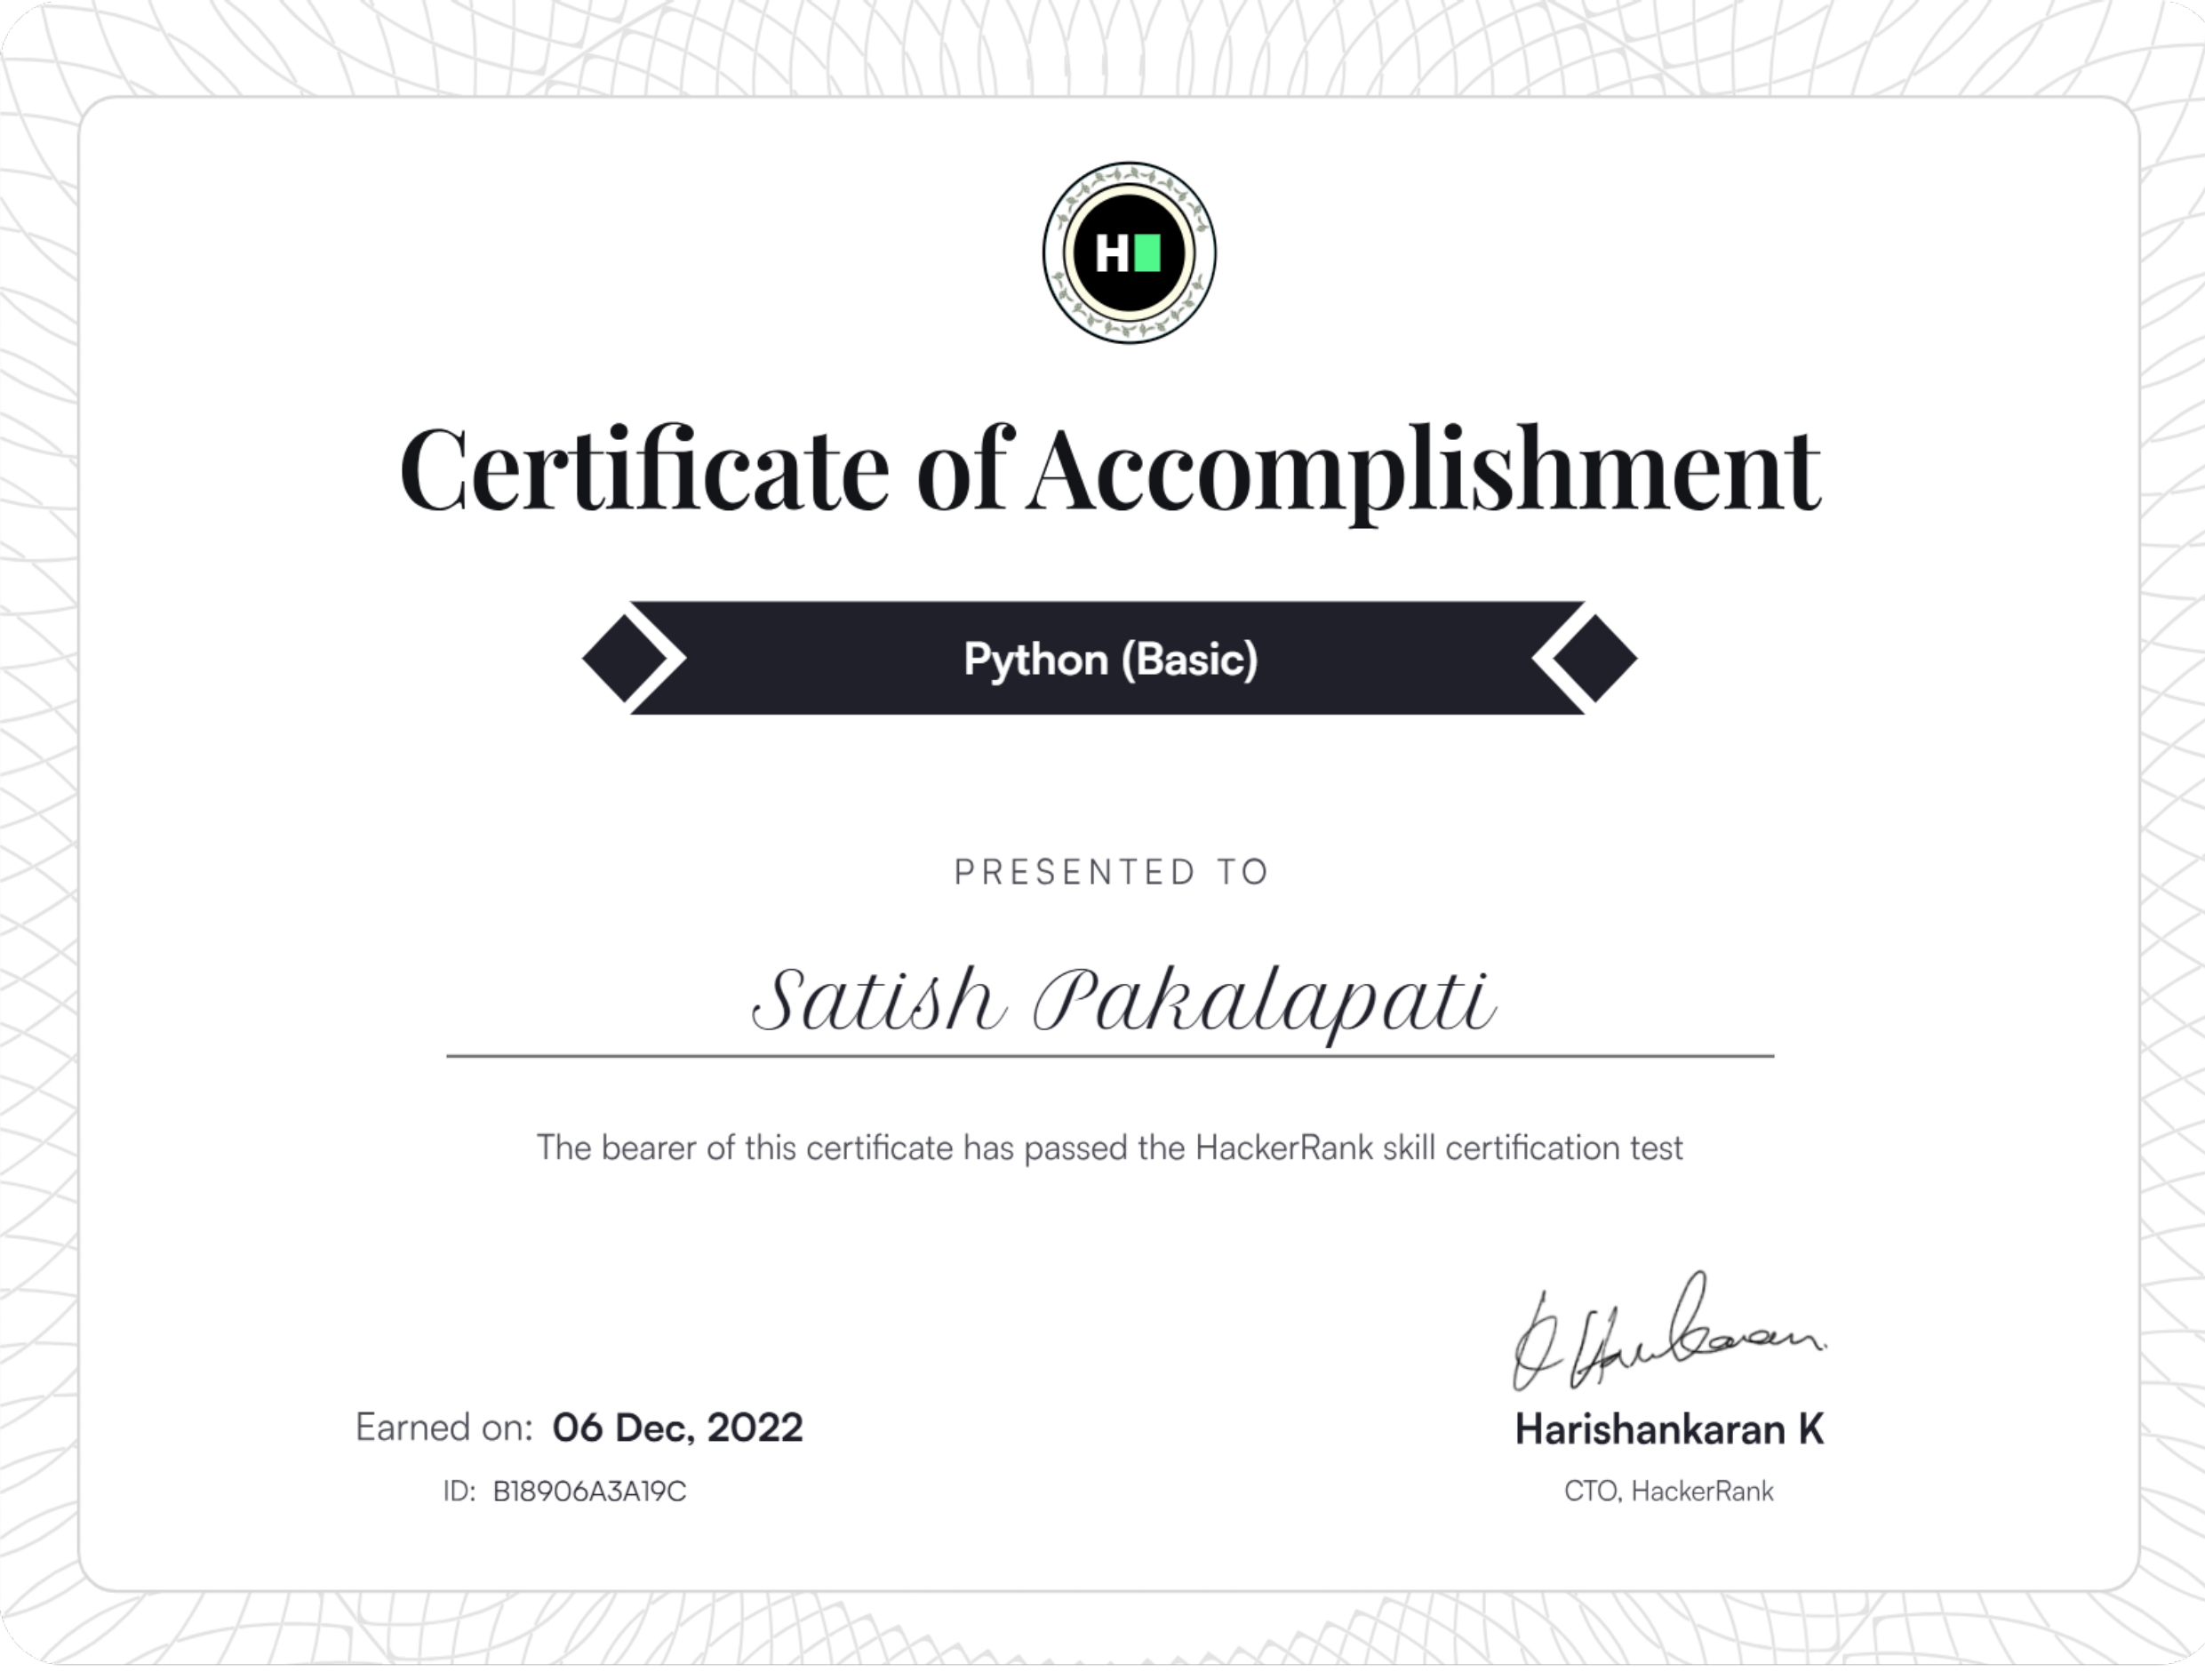 H
Certificate of Accomplishment
Python (Basic)
PRESENTED TO
Satish Pakalapati
The bearer of this certificate has passed the HackerRank skill certification test
Earned on: 06 Dec, 2022
ID: B18906A3A19C
Harishankaran K
CTO, HackerRank